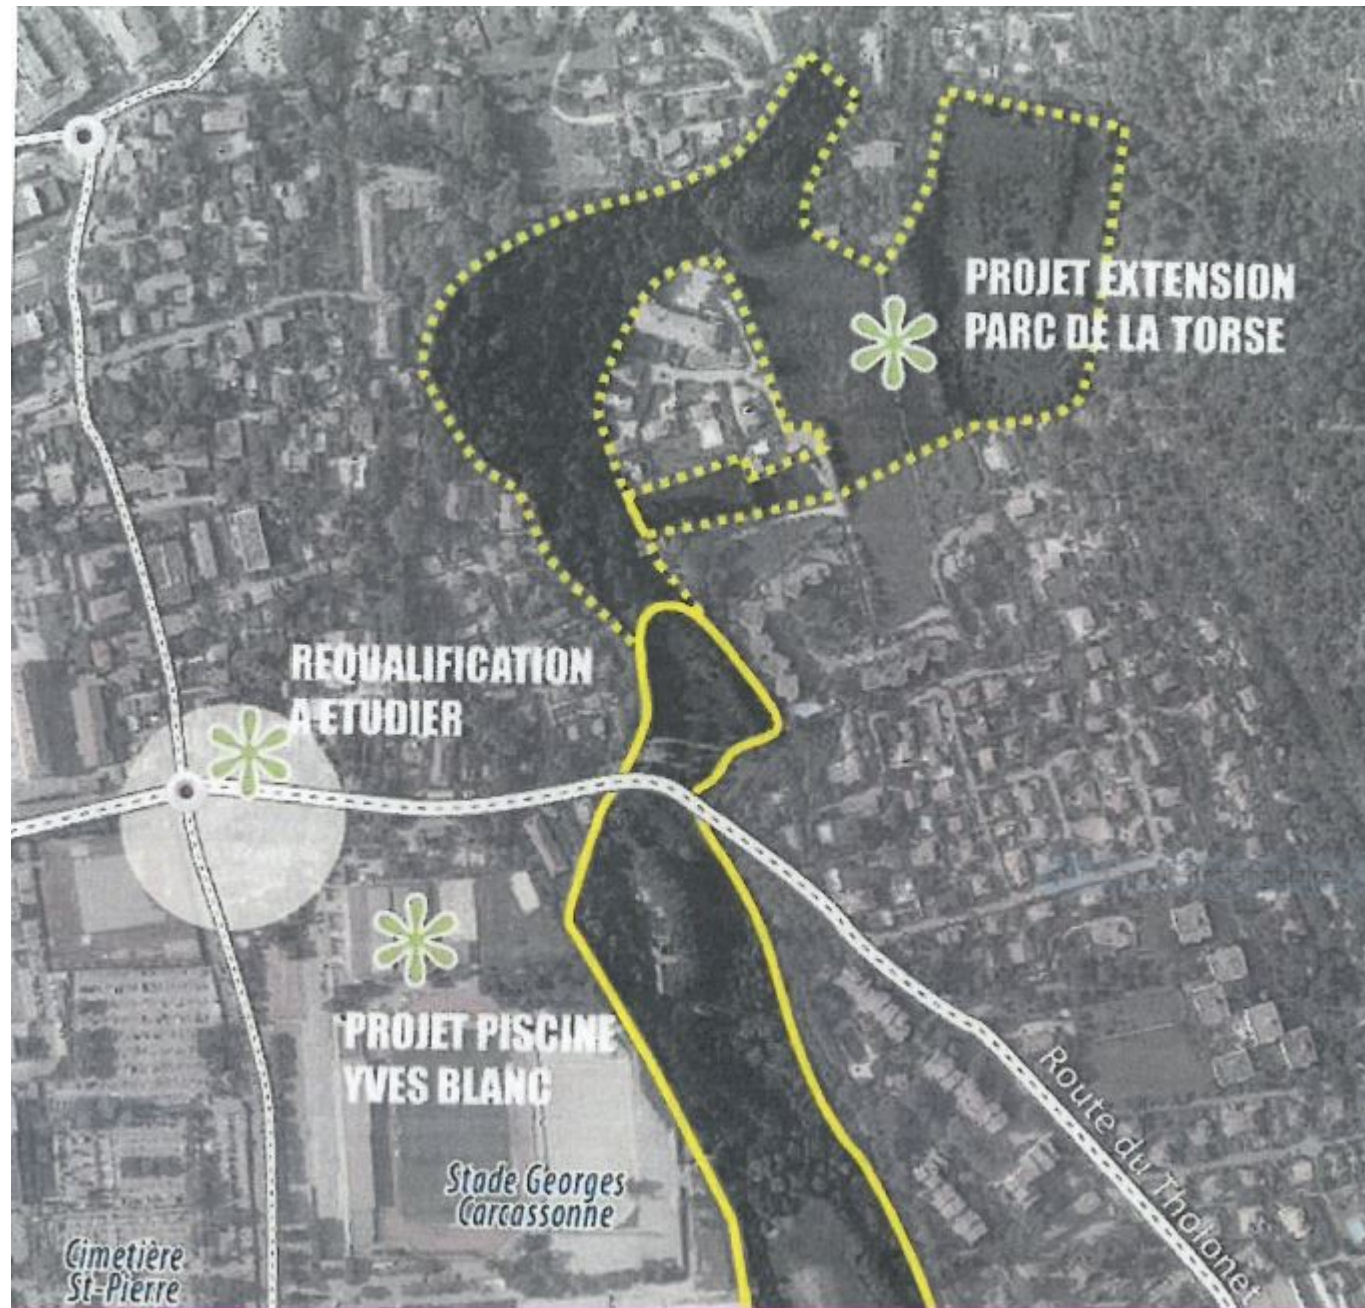 PROJET EXTENSION
PARC DE LA TORSE
REQUALIFICATION
A ETUDIER
PROJET PISCINE
YVES BLANC
Route du Tholonet
Stade Georges
Carcassonne
Cimetière
St-Pierre